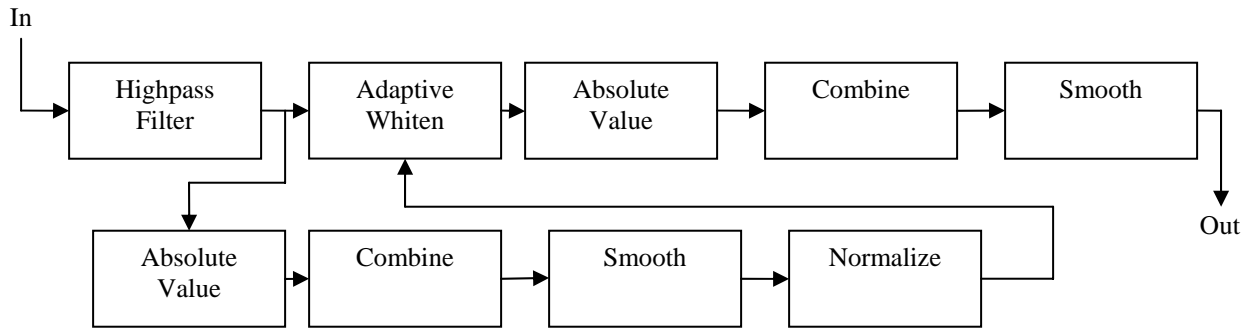 In
Highpass
Filter
Adaptive
Whiten
Absolute
Value
Combine
Smooth
Out
Absolute
Value
Combine
Smooth
Normalize